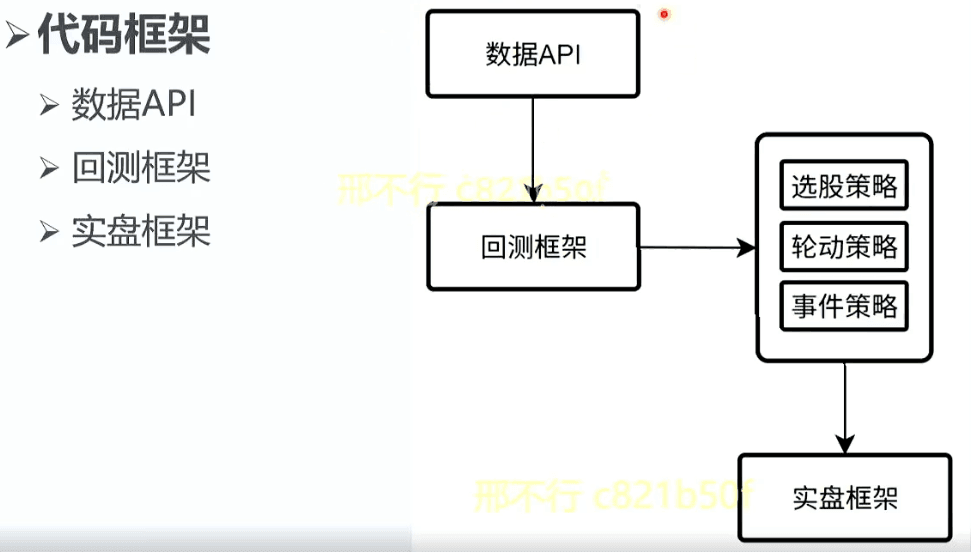 代码框架
数据API
回测框架
实盘框架
数据API
邢不行 c821b50f
回测框架
选股策略
轮动策略
事件策略
邢不行 c821b50f
实盘框架